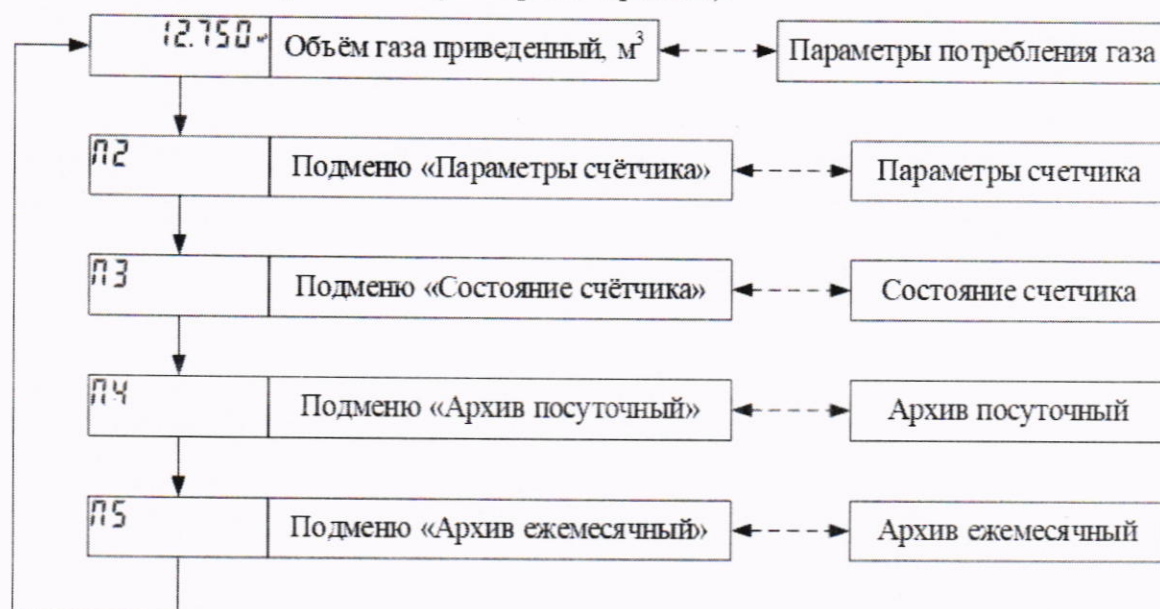 12.750 м³ Объём газа приведенный, м³ Параметры потребления газа
П2 Подменю «Параметры счётчика» Параметры счетчика
П3 Подменю «Состояние счётчика» Состояние счетчика
П4 Подменю «Архив посуточный» Архив посуточный
П5 Подменю «Архив ежемесячный» Архив ежемесячный